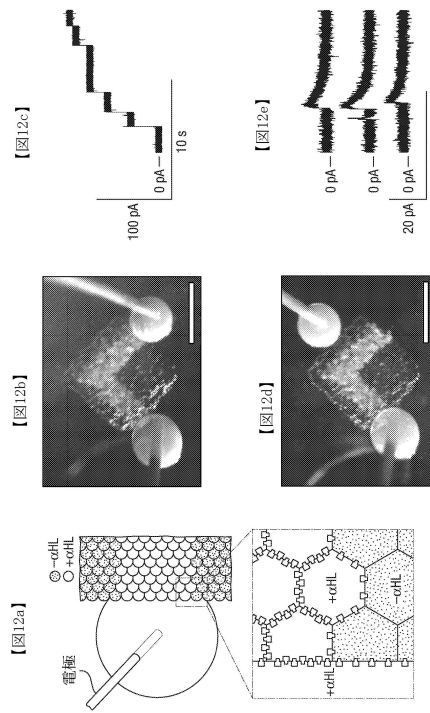 【図12a】
電極
-αHL
+αHL
+αHL
+αHL
-αHL
【図12b】
【図12c】
100 pA
0 pA
10 s
【図12d】
【図12e】
0 pA
0 pA
0 pA
20 pA